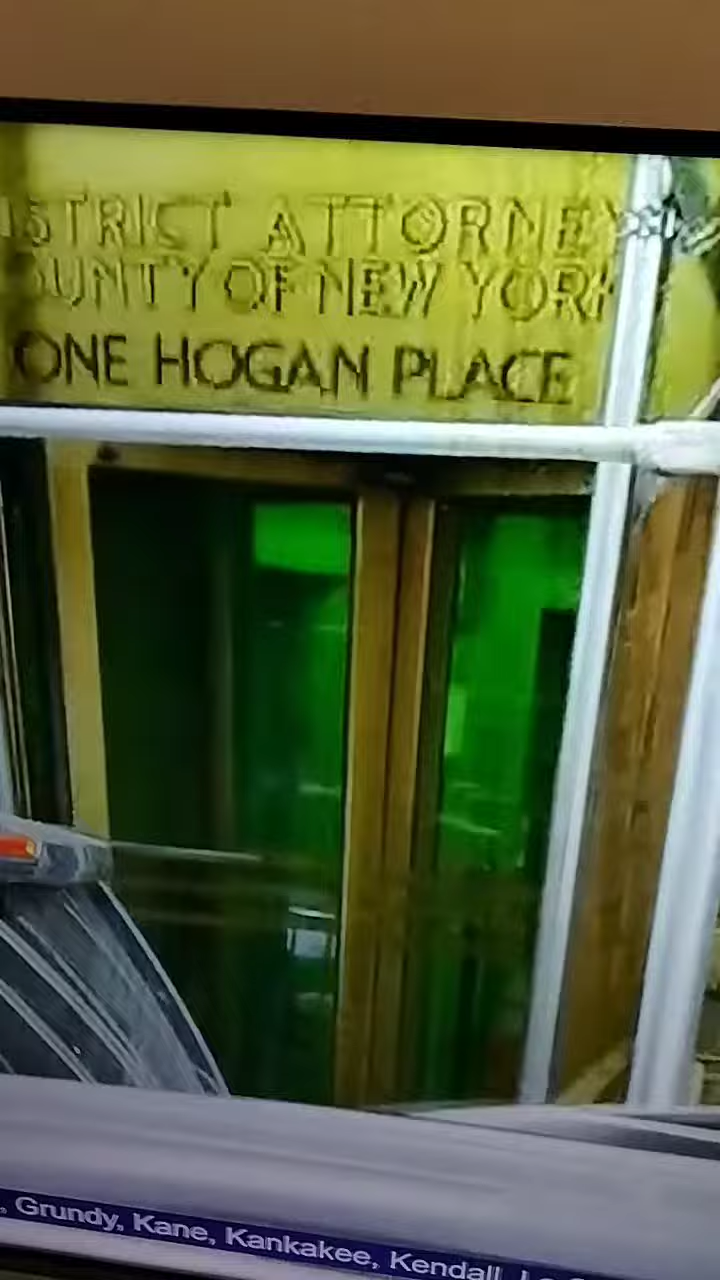 ISTRICT ATTORNEY
OUNTY OF NEW YORK
ONE HOGAN PLACE
Grundy, Kane, Kankakee, Kendall,